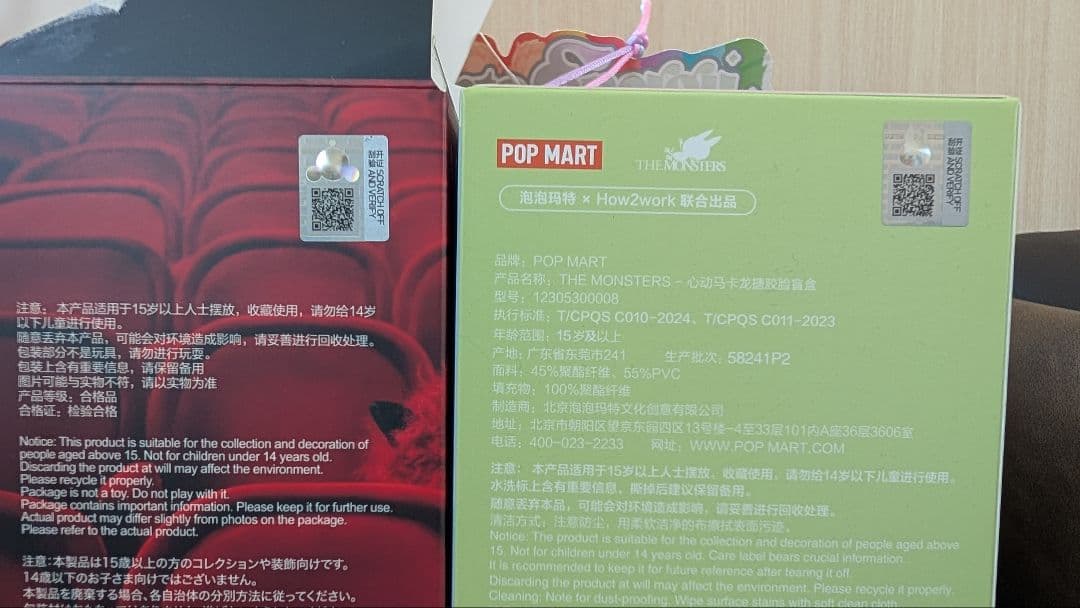 开证 SCRATCH OFF
刮验 AND VERIFY
注意：本产品适用于15岁以上人士摆放，收藏使用，请勿给14岁
以下儿童进行使用。
随意丢弃本产品，可能会对环境造成影响，请妥善进行回收处理。
包装部分不是玩具，请勿进行玩耍。
包装上含有重要信息，请保留备用
图片可能与实物不符，请以实物为准
产品等级：合格品
合格证：检验合格
Notice: This product is suitable for the collection and decoration of
people aged above 15. Not for children under 14 years old.
Discarding the product at will may affect the environment.
Please recycle it properly.
Package is not a toy. Do not play with it.
Package contains important information. Please keep it for further use.
Actual product may differ slightly from photos on the package.
Please refer to the actual product.
注意:本製品は15歳以上の方のコレクションや装飾向けです。
14歳以下のお子さま向けではございません。
本製品を廃棄する場合、各自治体の分別方法に従ってください。
POP MART
THE MONSTERS
泡泡玛特 × How2work 联合出品
开证 SCRATCH OFF
刮验 AND VERIFY
品牌：POP MART
产品名称：THE MONSTERS - 心动马卡龙搪胶脸盲盒
型号：12305300008
执行标准：T/CPQS C010-2024、T/CPQS C011-2023
年龄范围：15岁及以上
产地：广东省东莞市241 生产批次：58241P2
面料：45%聚酯纤维、55%PVC
填充物：100%聚酯纤维
制造商：北京泡泡玛特文化创意有限公司
地址：北京市朝阳区望京东园四区13号楼-4至33层101内A座36层3606室
电话：400-023-2233 网址：WWW.POP MART.COM
注意：本产品适用于15岁以上人士摆放，收藏使用，请勿给14岁以下儿童进行使用。
水洗标上含有重要信息，撕掉后建议保留备用。
随意丢弃本品，可能会对环境造成影响，请妥善进行回收处理。
清洁方式：注意防尘，用柔软洁净的布擦拭表面污迹。
Notice: The product is suitable for the collection and decoration of people aged above
15. Not for children under 14 years old. Care label bears crucial information.
It is recommended to keep it for future reference after tearing it off.
Discarding the product at will may affect the environment. Please recycle it properly.
Cleaning: Note for dust-proofing. Wipe surface stains with soft clean cloth.